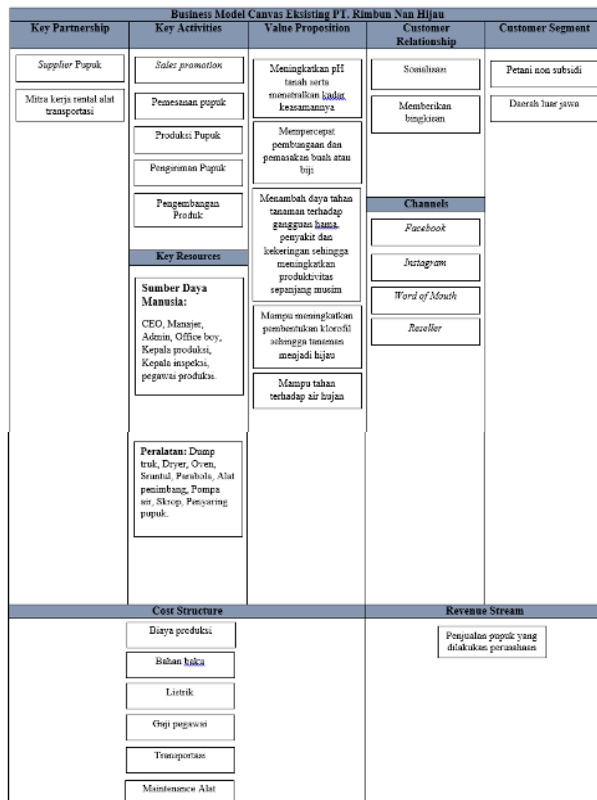 Business Model Canvas Eksisting PT. Rimbun Nan Hijau
Key Partnership
Supplier Pupuk
Mitra kerja rental alat
transportasi
Key Activities
Sales promotion
Pemesanan pupuk
Produksi Pupuk
Pengiriman Pupuk
Pengembangan
Produk
Key Resources
Sumber Daya
Manusia:
CEO, Manajer,
Admin, Office boy,
Kepala produksi,
Kepala inspeksi,
pegawai produksi.
Peralatan: Dump
truk, Dryer, Oven,
Sruntul, Parabola, Alat
penimbang, Pompa
air, Skrop, Penyaring
pupuk.
Value Proposition
Meningkatkan pH
tanah serta
menetralkan kadar
keasamannya
Mempercepat
pembungaan dan
pemasakan buah atau
biji
Menambah daya tahan
tanaman terhadap
gangguan hama,
penyakit dan
kekeringan sehingga
meningkatkan
produktivitas
sepanjang musim
Mampu meningkatkan
pembentukan klorofil
sehingga tanaman
menjadi hijau
Mampu tahan
terhadap air hujan
Customer
Relationship
Sosialisasi
Memberikan
bingkisan
Channels
Facebook
Instagram
Word of Mouth
Reseller
Customer Segment
Petani non subsidi
Daerah luar jawa
Cost Structure
Biaya produksi
Bahan baku
Listrik
Gaji pegawai
Transportasi
Maintenance Alat
Revenue Stream
Penjualan pupuk yang
dilakukan perusahaan